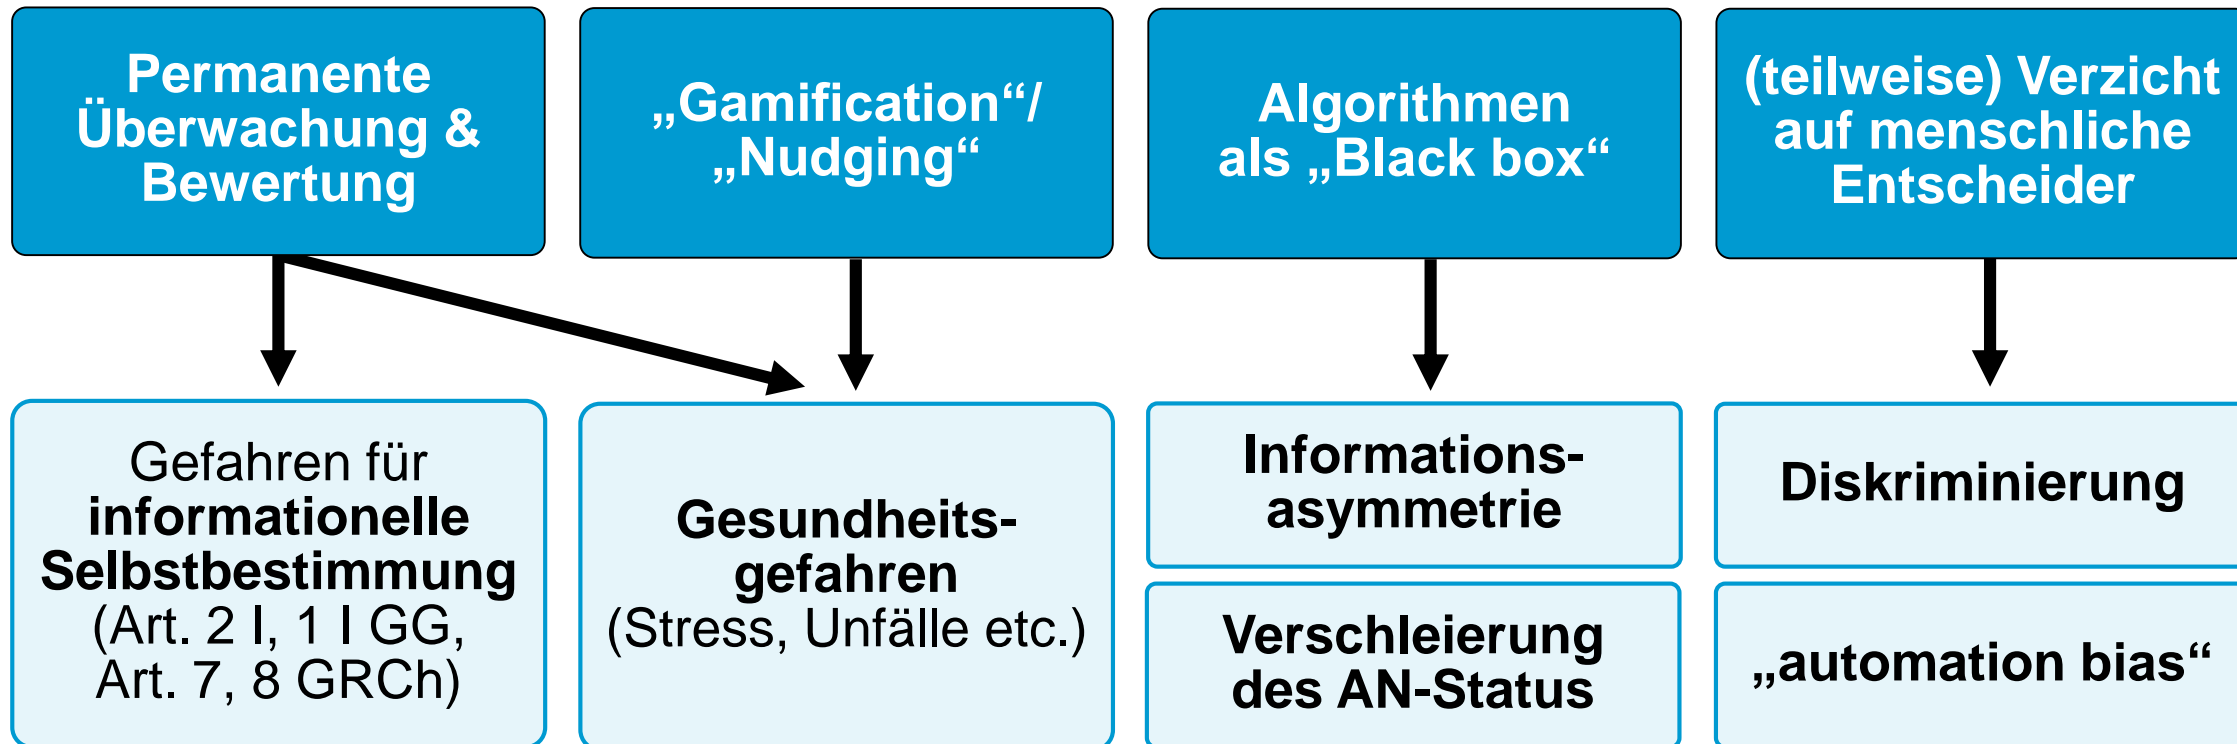 Permanente
Überwachung &
Bewertung
„Gamification“/
„Nudging“
Algorithmen
als „Black box“
(teilweise) Verzicht
auf menschliche
Entscheider
Gefahren für
informationelle
Selbstbestimmung
(Art. 2 I, 1 I GG,
Art. 7, 8 GRCh)
Gesundheits-
gefahren
(Stress, Unfälle etc.)
Informations-
asymmetrie
Verschleierung
des AN-Status
Diskriminierung
„automation bias“